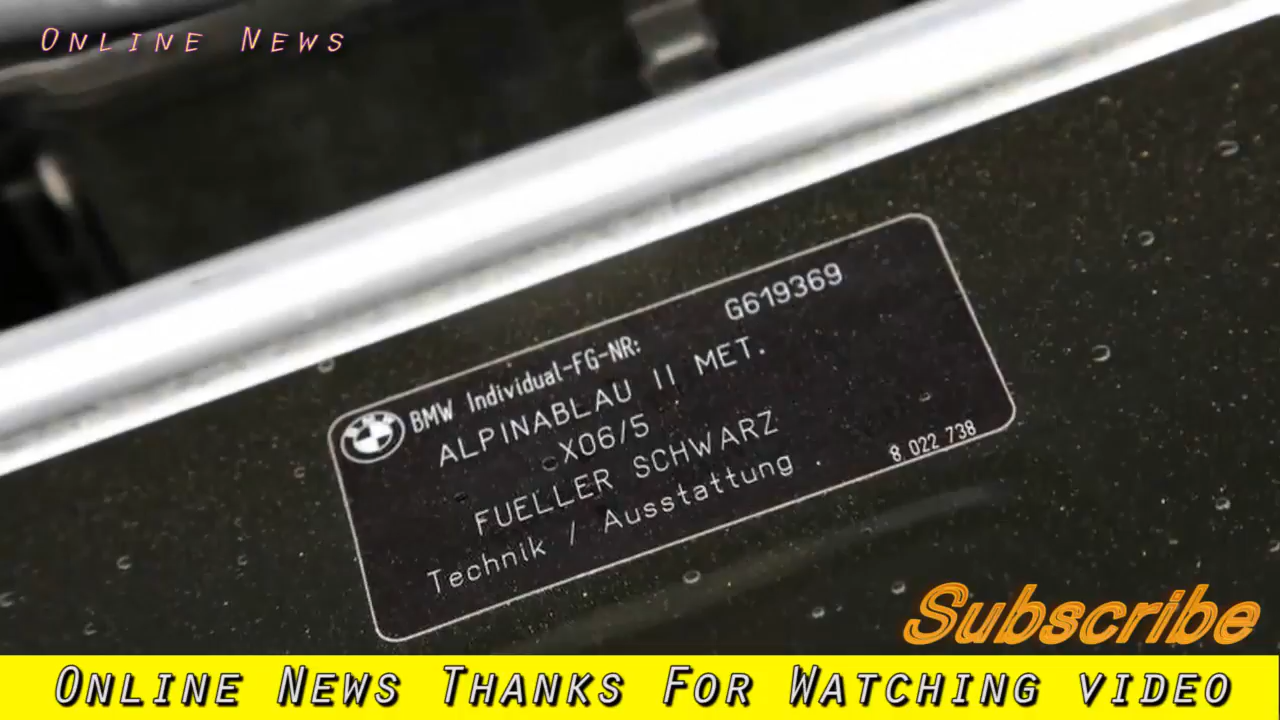 ONLINE NEWS
BMW Individual-FG-NR: G619369
ALPINABLAU II MET.
X06/5
FUELLER SCHWARZ
Technik / Ausstattung .
8 022 738
Subscribe
ONLINE NEWS THANKS FOR WATCHING VIDEO